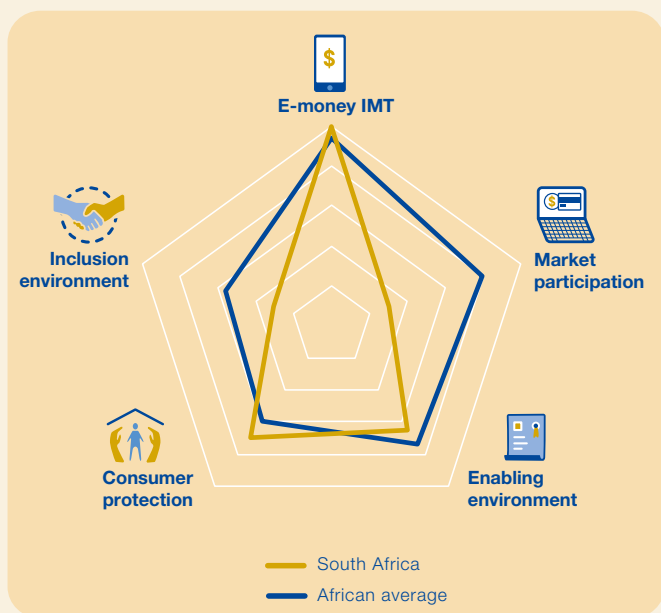 $
E-money IMT
$
Market
participation
Inclusion
environment
Consumer
protection
Enabling
environment
South Africa
African average